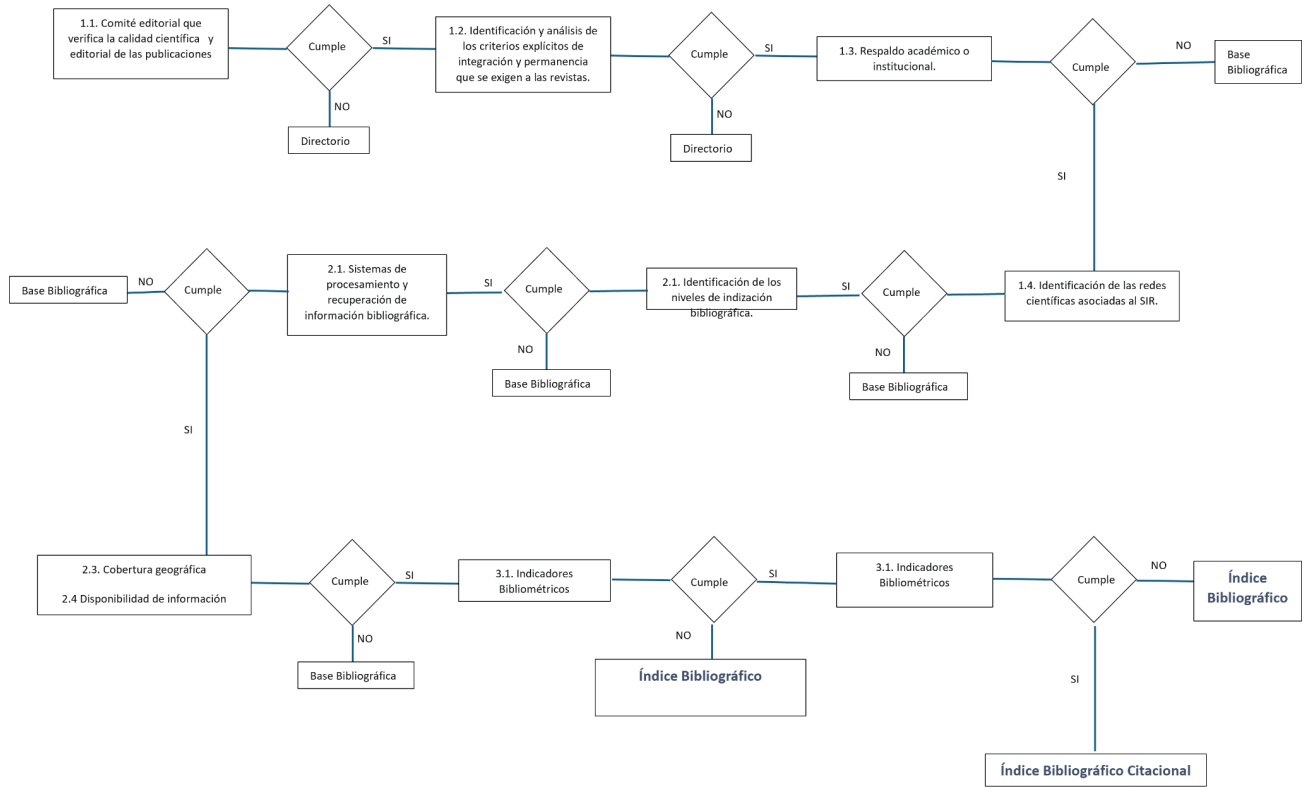 1.1. Comité editorial que
verifica la calidad científica y
editorial de las publicaciones
Cumple
SI
NO
Directorio
1.2. Identificación y análisis de
los criterios explícitos de
integración y permanencia
que se exigen a las revistas.
Cumple
SI
NO
Directorio
1.3. Respaldo académico o
institucional.
Cumple
NO
Base
Bibliográfica
SI
1.4. Identificación de las redes
científicas asociadas al SIR.
Cumple
NO
Base Bibliográfica
SI
2.1. Identificación de los
niveles de indización
bibliográfica.
Cumple
NO
Base Bibliográfica
SI
2.1. Sistemas de
procesamiento y
recuperación de
información bibliográfica.
Cumple
NO
Base Bibliográfica
SI
2.3. Cobertura geográfica
2.4 Disponibilidad de información
Cumple
NO
Base Bibliográfica
SI
3.1. Indicadores
Bibliométricos
Cumple
NO
Índice Bibliográfico
SI
3.1. Indicadores
Bibliométricos
Cumple
NO
Índice
Bibliográfico
SI
Índice Bibliográfico Citacional